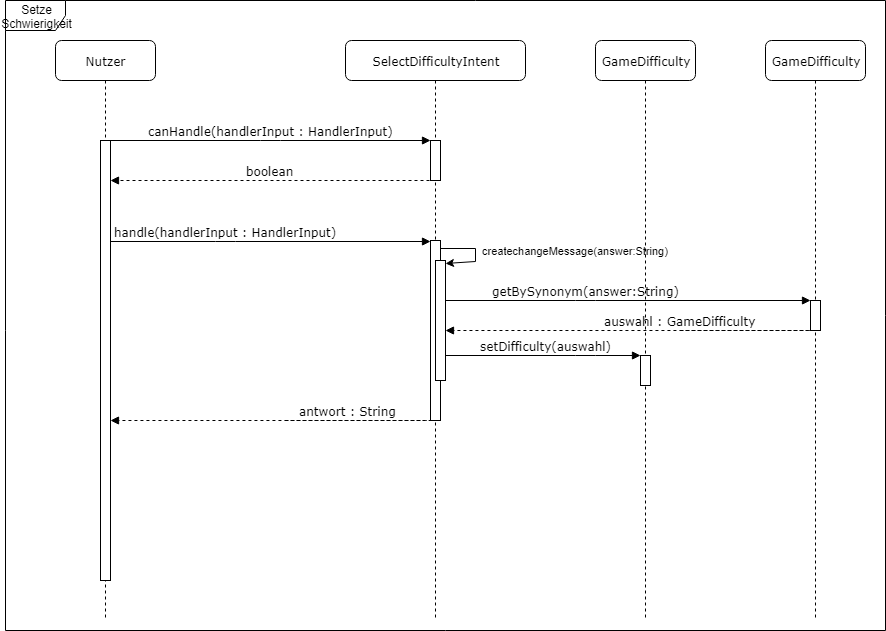 Setze
Schwierigkeit
Nutzer
SelectDifficultyIntent
GameDifficulty
GameDifficulty
canHandle(handlerInput : HandlerInput)
boolean
handle(handlerInput : HandlerInput)
createchangeMessage(answer:String)
getBySynonym(answer:String)
auswahl : GameDifficulty
setDifficulty(auswahl)
antwort : String